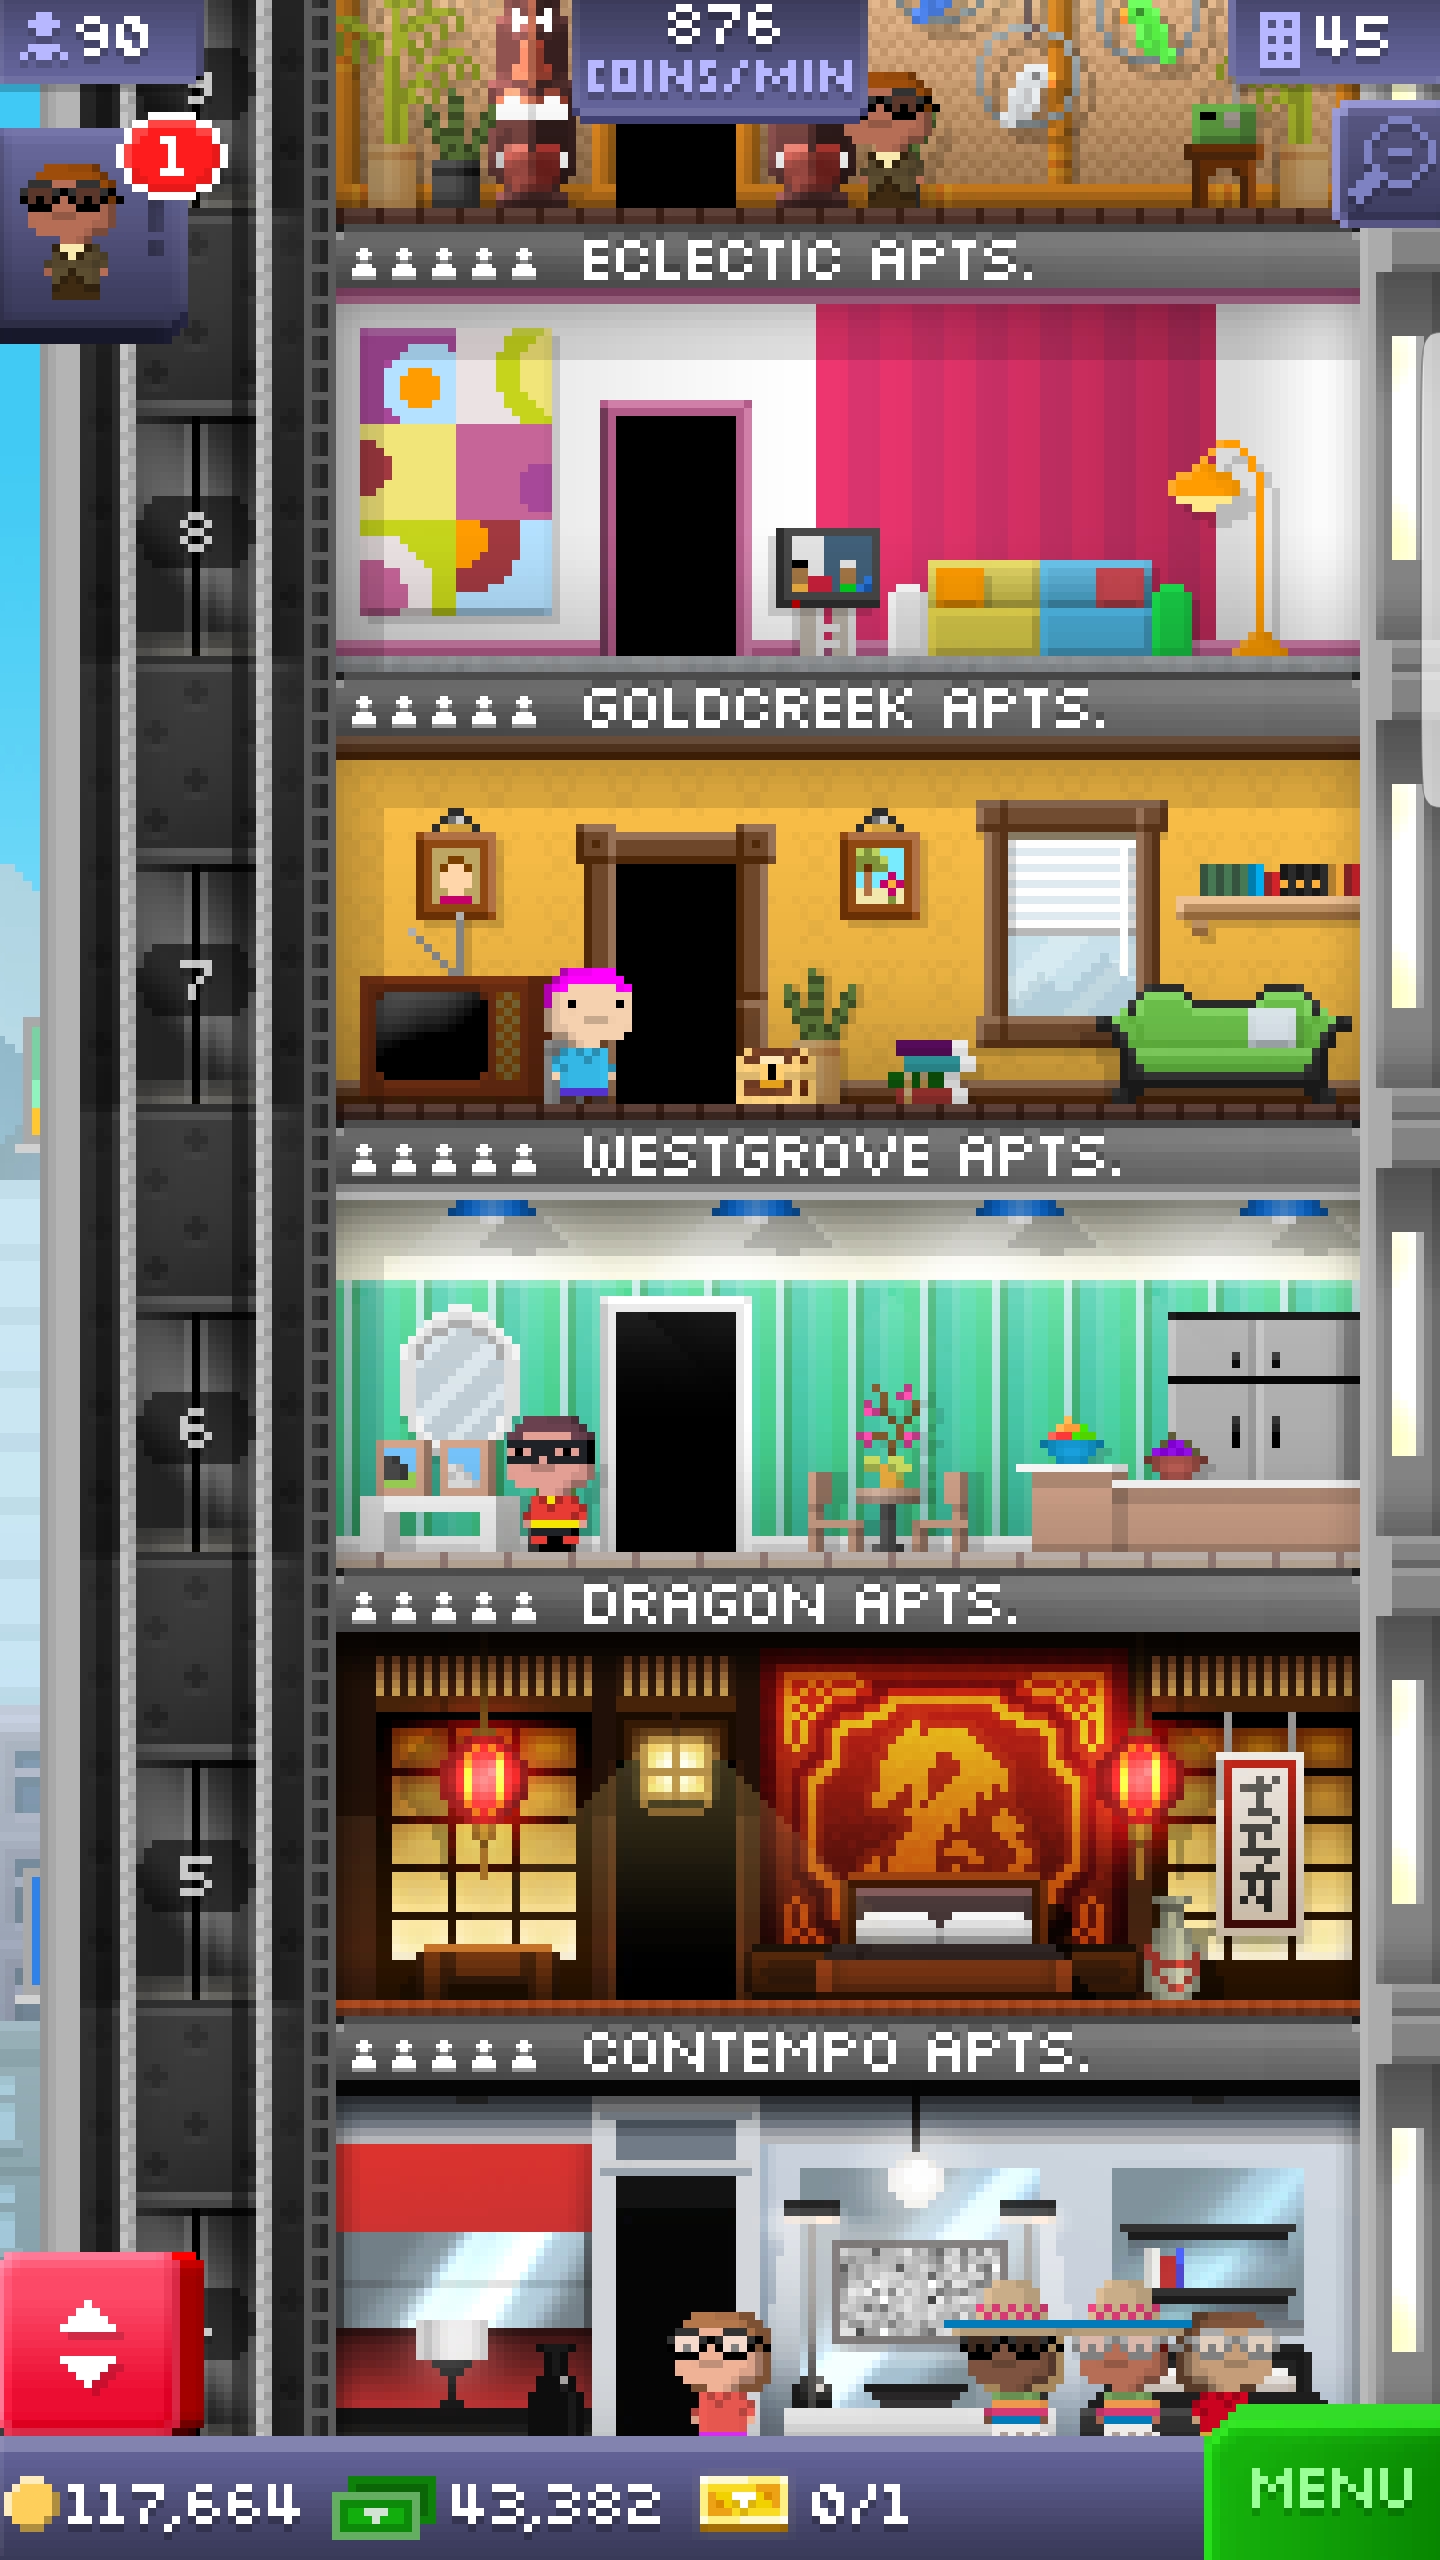 90
876
COINS/MIN
45
1
ECLECTIC APTS.
8
GOLDCREEK APTS.
7
WESTGROVE APTS.
6
DRAGON APTS.
5
CONTEMPO APTS.
117,664
43,382
0/1
MENU